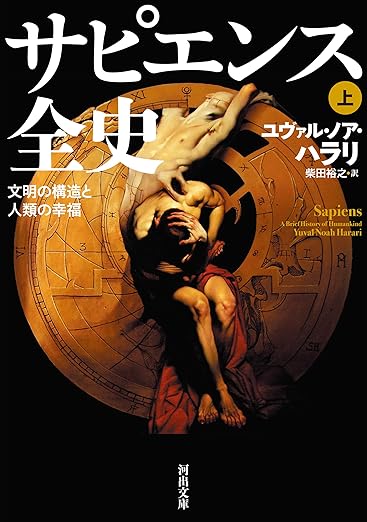 サピエンス
全史
上
ユヴァル・ノア・
ハラリ
柴田裕之・訳
文明の構造と
人類の幸福
Sapiens
A Brief History of Humankind
Yuval Noah Harari
河出文庫